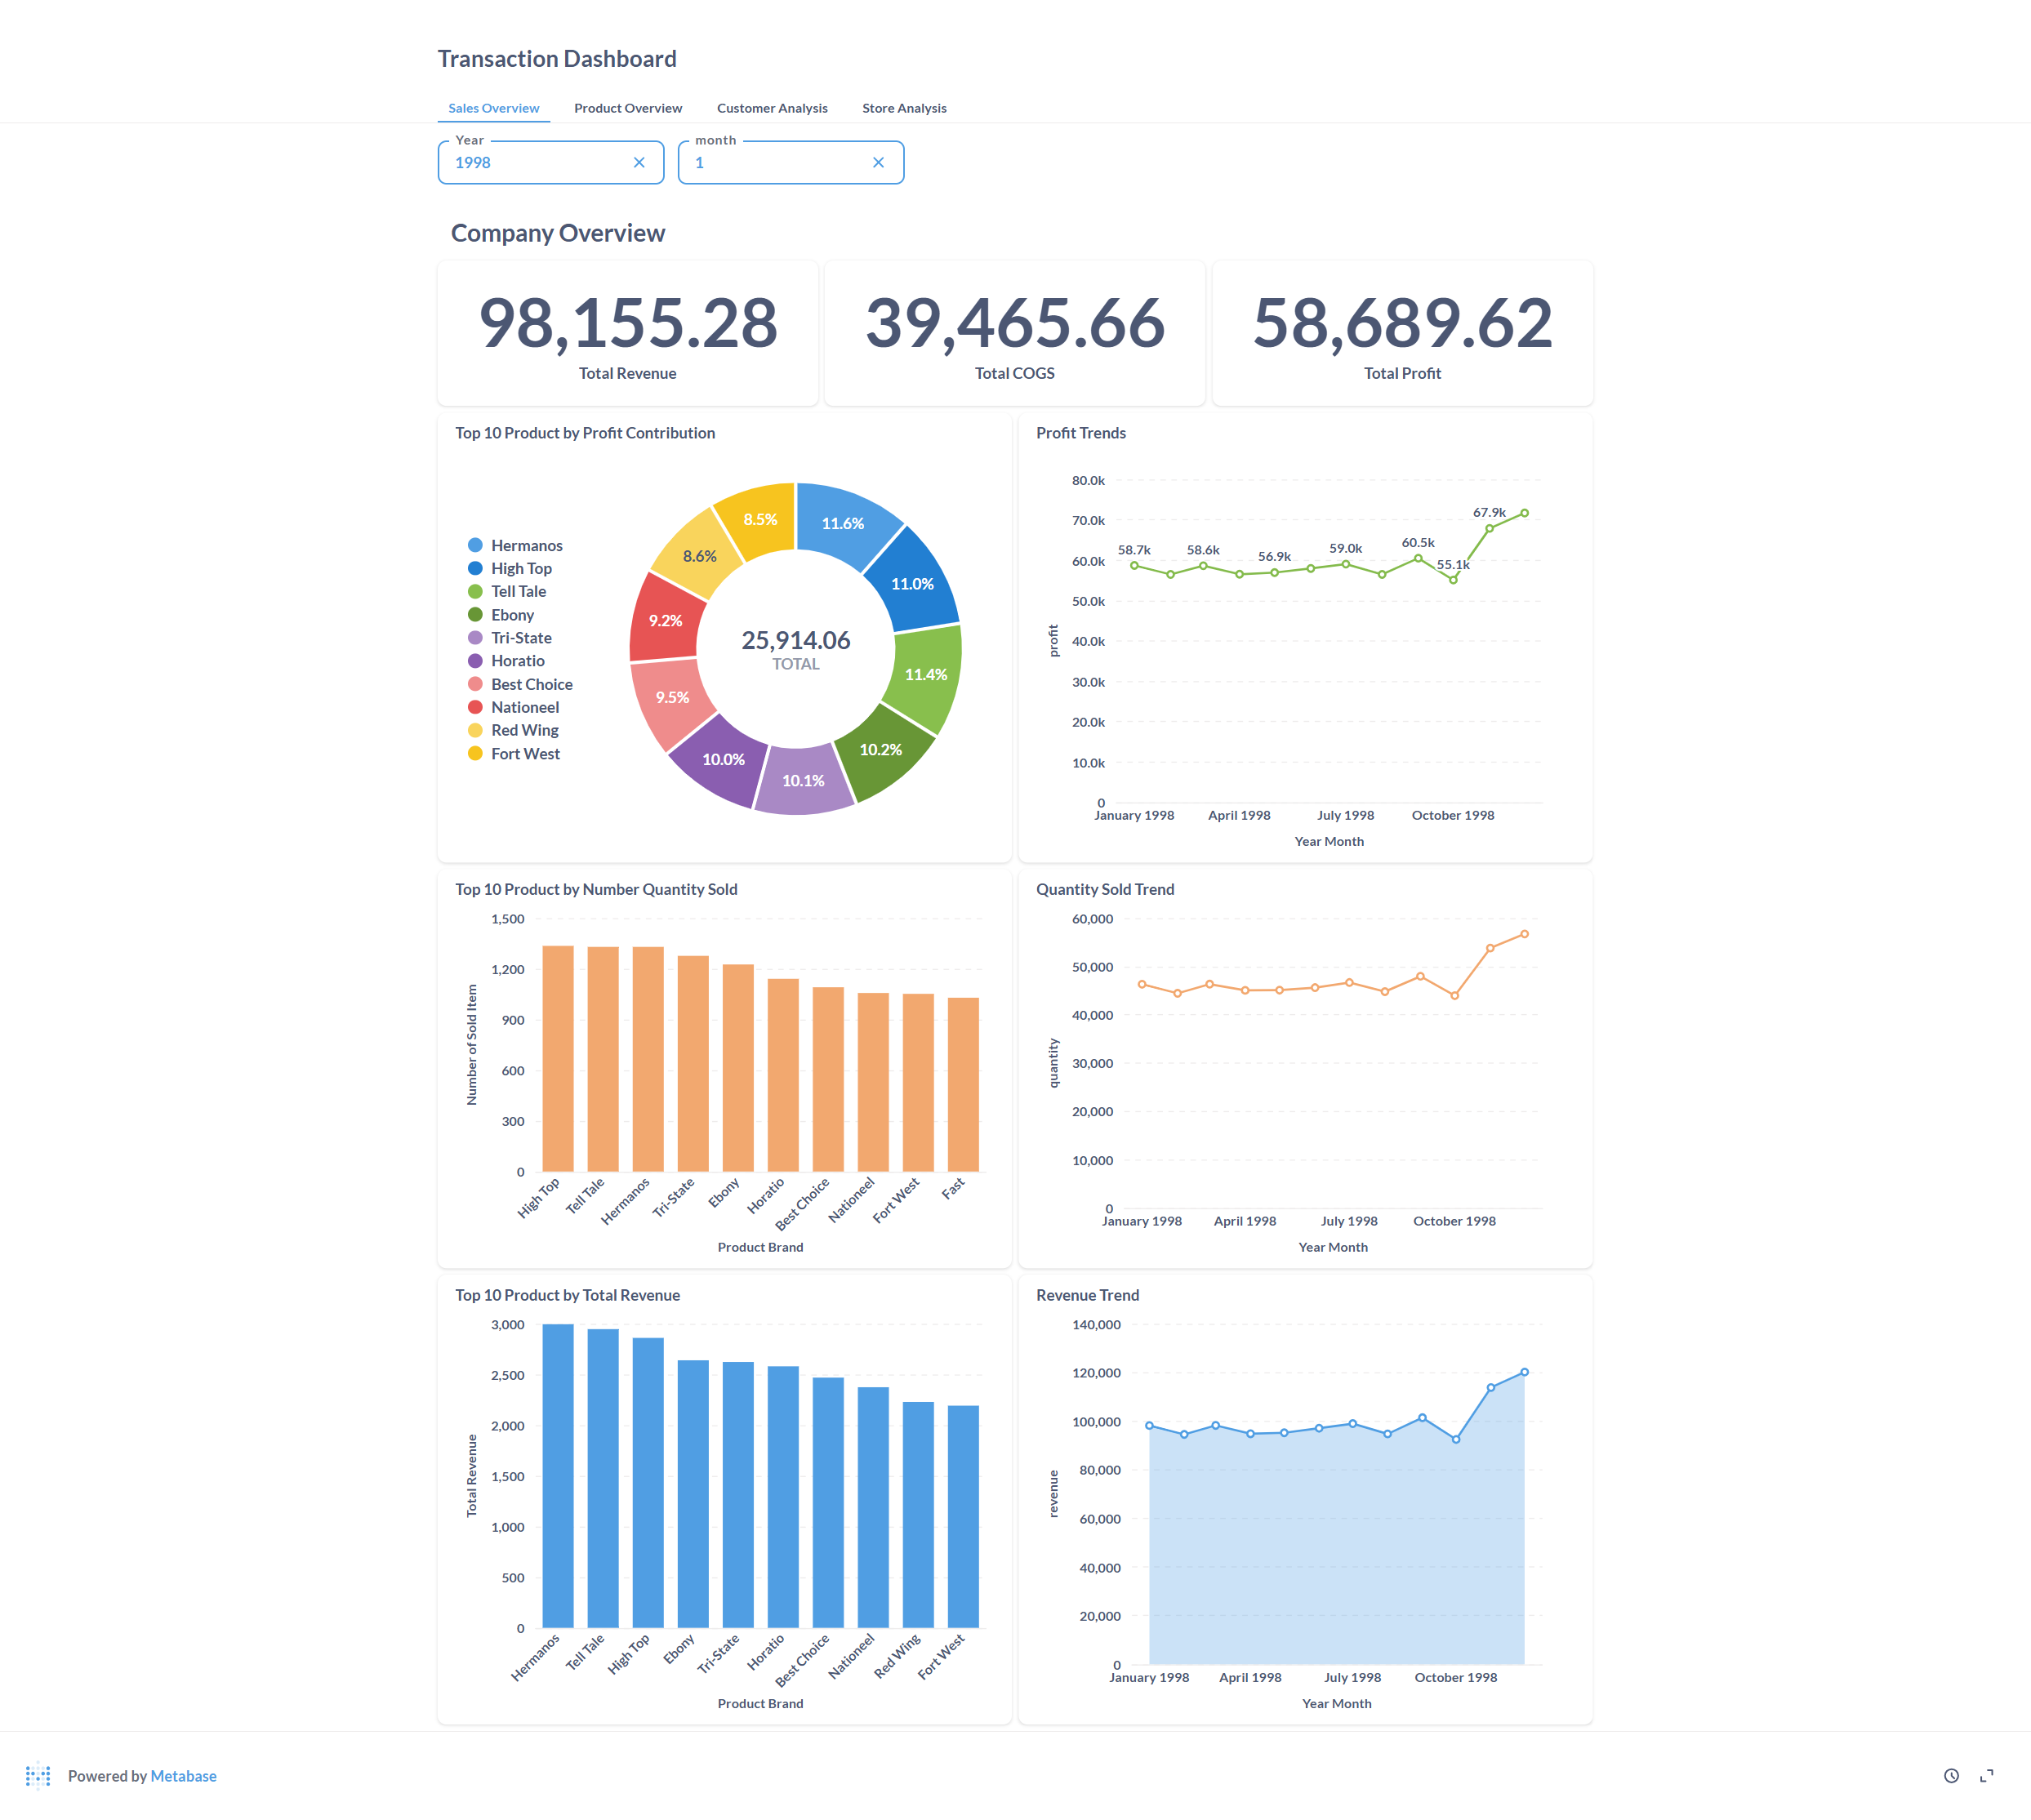 Transaction Dashboard
Sales Overview Product Overview Customer Analysis Store Analysis
Year
1998
month
1
Company Overview
98,155.28
Total Revenue
39,465.66
Total COGS
58,689.62
Total Profit
Top 10 Product by Profit Contribution
Hermanos
High Top
Tell Tale
Ebony
Tri-State
Horatio
Best Choice
Nationeel
Red Wing
Fort West
11.6%
11.0%
11.4%
10.2%
10.1%
10.0%
9.5%
9.2%
8.6%
8.5%
25,914.06
TOTAL
Profit Trends
80.0k
70.0k
60.0k
50.0k
40.0k
30.0k
20.0k
10.0k
0
profit
58.7k
58.6k
56.9k
59.0k
60.5k
55.1k
67.9k
January 1998 April 1998 July 1998 October 1998
Year Month
Top 10 Product by Number Quantity Sold
1,500
1,200
900
600
300
0
Number of Sold Item
High Top
Tell Tale
Hermanos
Tri-State
Ebony
Horatio
Best Choice
Nationeel
Fort West
Fast
Product Brand
Quantity Sold Trend
60,000
50,000
40,000
30,000
20,000
10,000
0
quantity
January 1998 April 1998 July 1998 October 1998
Year Month
Top 10 Product by Total Revenue
3,000
2,500
2,000
1,500
1,000
500
0
Total Revenue
Hermanos
Tell Tale
High Top
Ebony
Tri-State
Horatio
Best Choice
Nationeel
Red Wing
Fort West
Product Brand
Revenue Trend
140,000
120,000
100,000
80,000
60,000
40,000
20,000
0
revenue
January 1998 April 1998 July 1998 October 1998
Year Month
Powered by Metabase